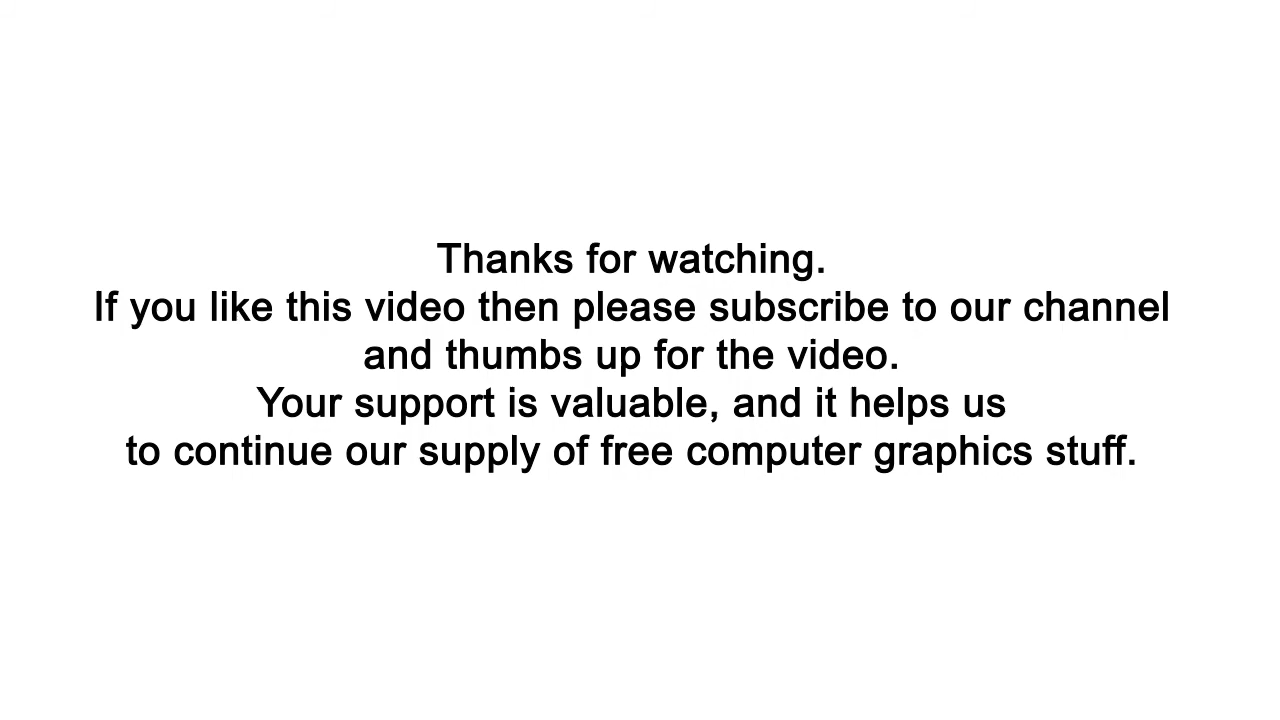 Thanks for watching.
If you like this video then please subscribe to our channel
and thumbs up for the video.
Your support is valuable, and it helps us
to continue our supply of free computer graphics stuff.